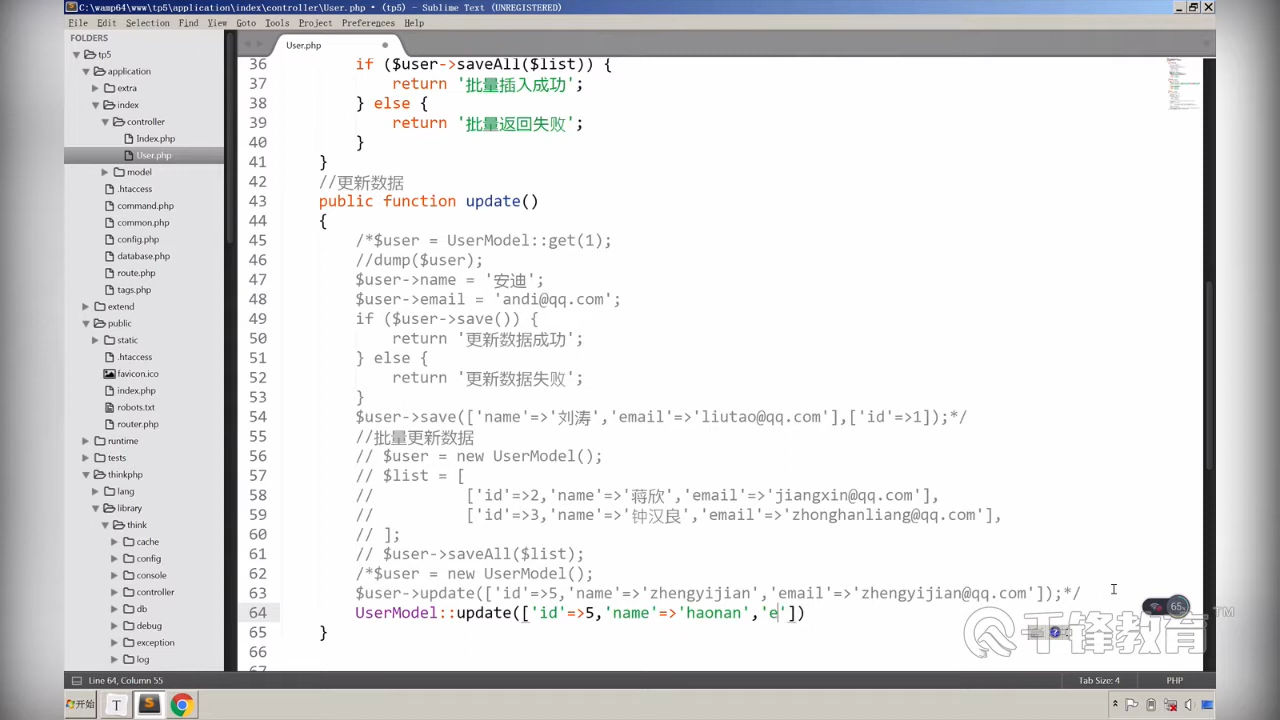 C:\wamp64\www\tp5\application\index\controller\User.php • (tp5) - Sublime Text (UNREGISTERED)
File Edit Selection Find View Goto Tools Project Preferences Help
FOLDERS
tp5
application
extra
index
controller
Index.php
User.php
model
.htaccess
command.php
common.php
config.php
database.php
route.php
tags.php
extend
public
static
.htaccess
favicon.ico
index.php
robots.txt
router.php
runtime
tests
thinkphp
lang
library
think
cache
config
console
controller
db
debug
exception
log
User.php
36 if ($user->saveAll($list)) {
37 return '批量插入成功';
38 } else {
39 return '批量返回失败';
40 }
41 }
42 //更新数据
43 public function update()
44 {
45 /*$user = UserModel::get(1);
46 //dump($user);
47 $user->name = '安迪';
48 $user->email = 'andi@qq.com';
49 if ($user->save()) {
50 return '更新数据成功';
51 } else {
52 return '更新数据失败';
53 }
54 $user->save(['name'=>'刘涛','email'=>'liutao@qq.com'],['id'=>1]);*/
55 //批量更新数据
56 // $user = new UserModel();
57 // $list = [
58 // ['id'=>2,'name'=>'蒋欣','email'=>'jiangxin@qq.com'],
59 // ['id'=>3,'name'=>'钟汉良','email'=>'zhonghanliang@qq.com'],
60 // ];
61 // $user->saveAll($list);
62 /*$user = new UserModel();
63 $user->update(['id'=>5,'name'=>'zhengyijian','email'=>'zhengyijian@qq.com']);*/
64 UserModel::update(['id'=>5,'name'=>'haonan','e'])
65 }
66
67
65%
千锋教育 TM
Line 64, Column 55
Tab Size: 4
PHP
开始